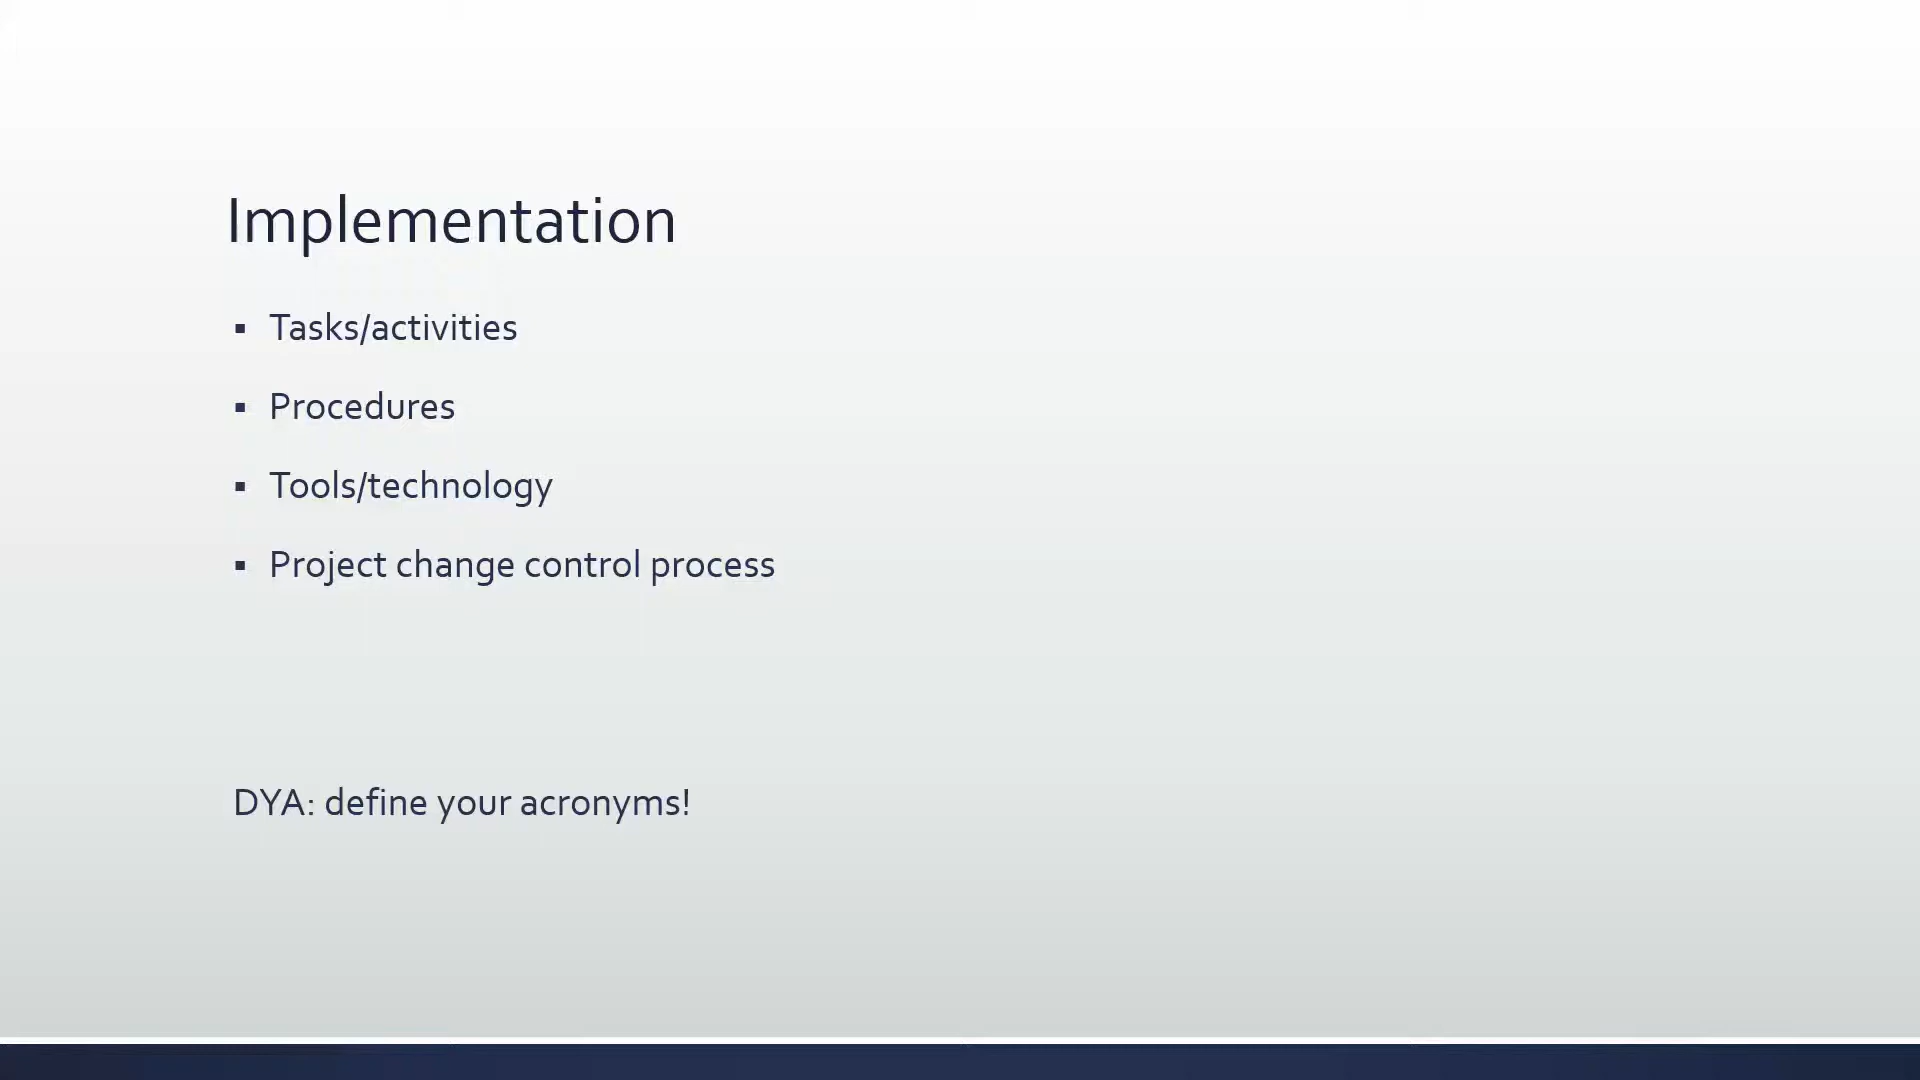 Implementation
▪ Tasks/activities
▪ Procedures
▪ Tools/technology
▪ Project change control process
DYA: define your acronyms!